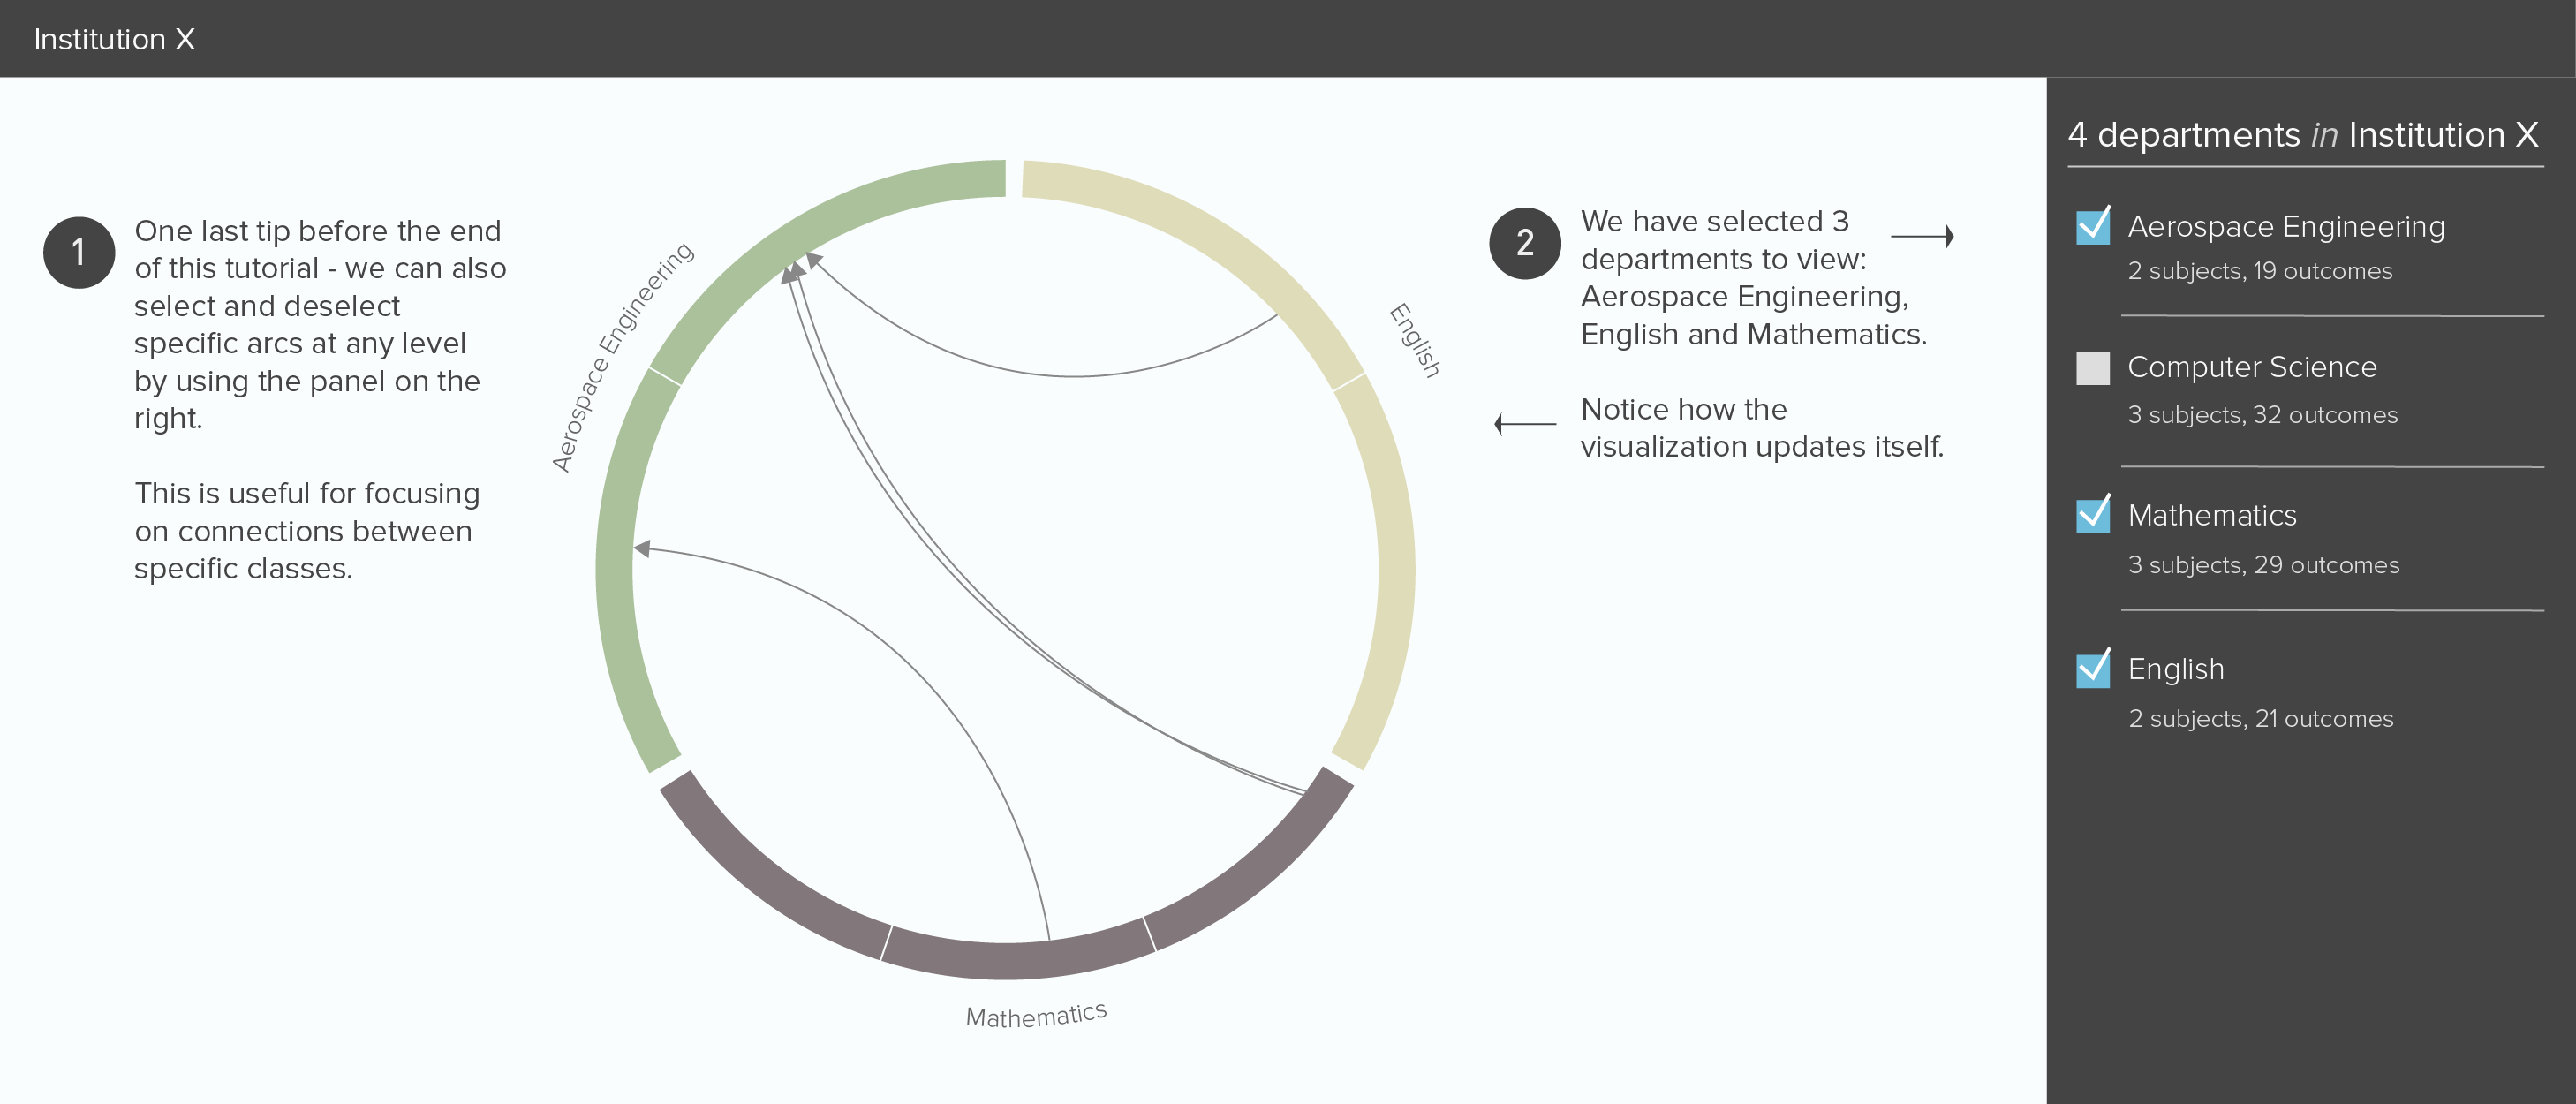 Institution X
1
One last tip before the end
of this tutorial - we can also
select and deselect
specific arcs at any level
by using the panel on the
right.
This is useful for focusing
on connections between
specific classes.
Aerospace Engineering
English
Mathematics
2
We have selected 3
departments to view:
Aerospace Engineering,
English and Mathematics.
Notice how the
visualization updates itself.
4 departments in Institution X
Aerospace Engineering
2 subjects, 19 outcomes
Computer Science
3 subjects, 32 outcomes
Mathematics
3 subjects, 29 outcomes
English
2 subjects, 21 outcomes